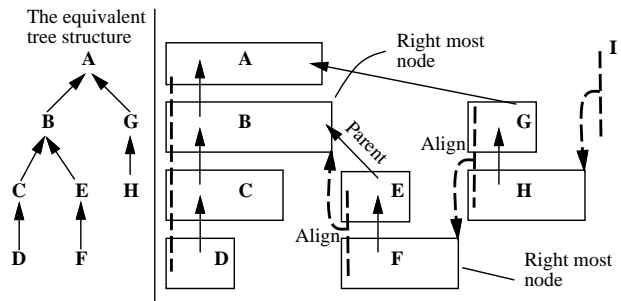 The equivalent
tree structure
A
B G
C E H
D F
A
Right most
node
I
B
Parent
G
Align
C
E
H
Align
D
F
Right most
node